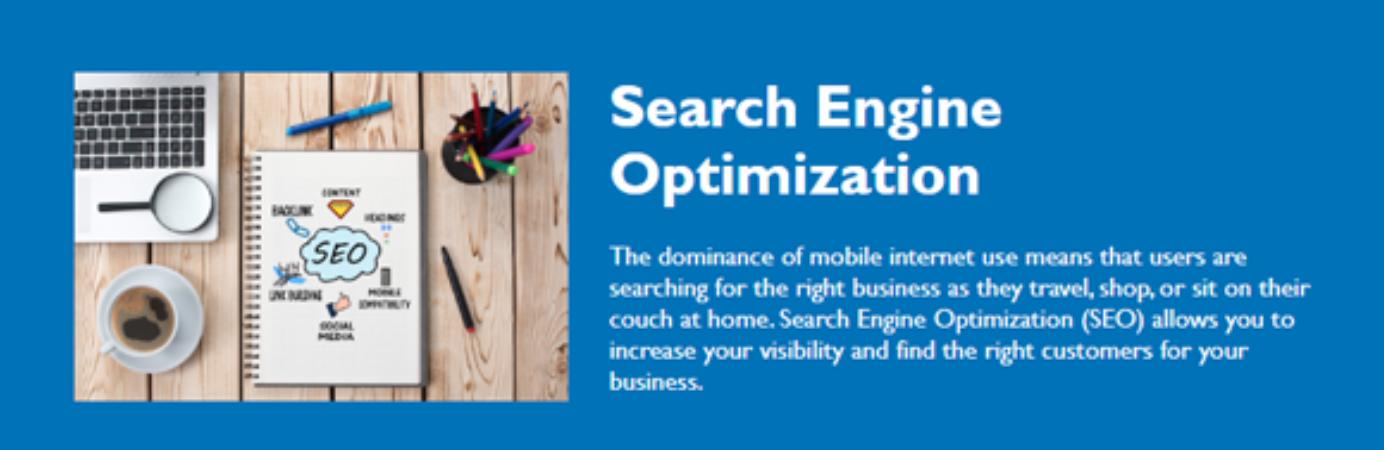 Search Engine
Optimization
The dominance of mobile internet use means that users are
searching for the right business as they travel, shop, or sit on their
couch at home. Search Engine Optimization (SEO) allows you to
increase your visibility and find the right customers for your
business.
CONTENT
BACKLINK
HEADINGS
SEO
LINK BUILDING
MOBILE
COMPATIBILITY
SOCIAL
MEDIA